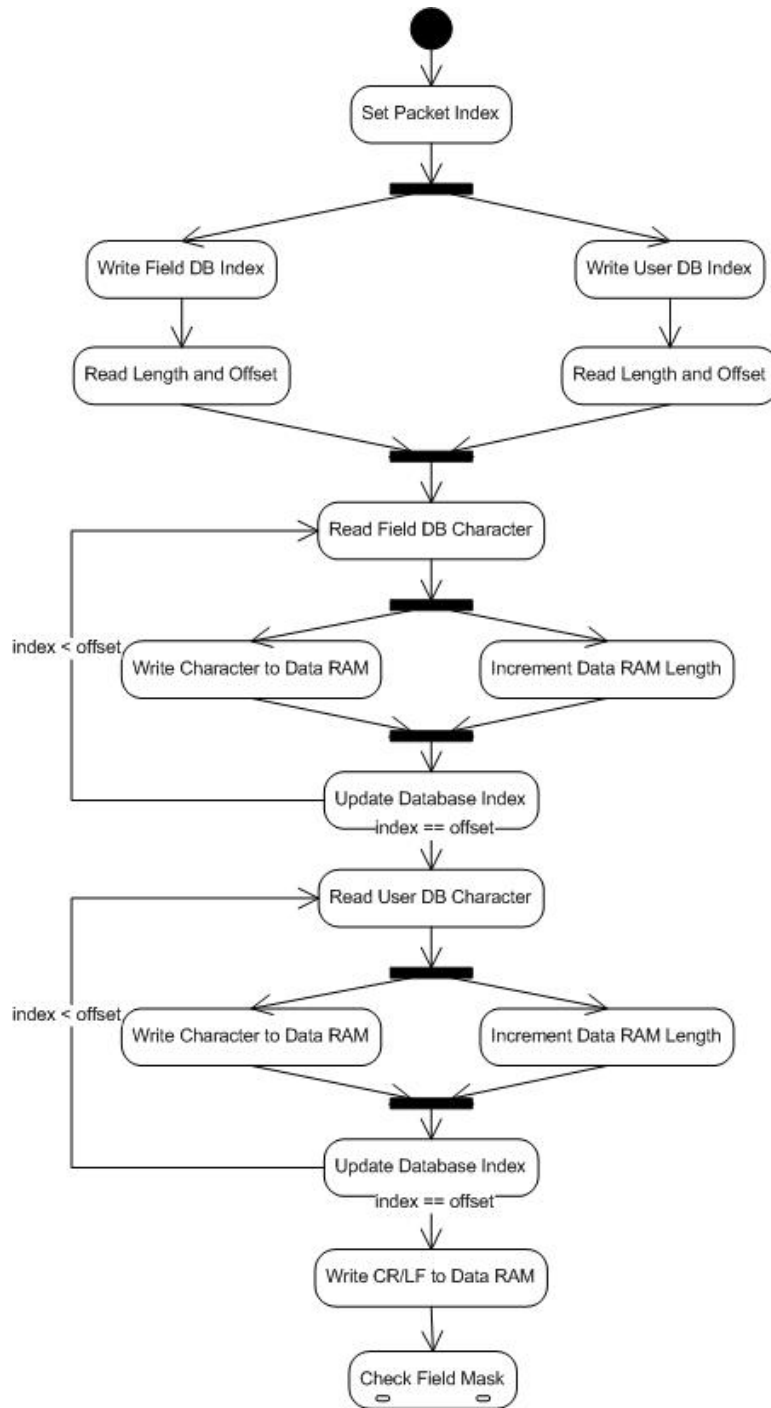 Set Packet Index
Write Field DB Index
Write User DB Index
Read Length and Offset
Read Length and Offset
Read Field DB Character
index < offset
Write Character to Data RAM
Increment Data RAM Length
Update Database Index
index == offset
Read User DB Character
index < offset
Write Character to Data RAM
Increment Data RAM Length
Update Database Index
index == offset
Write CR/LF to Data RAM
Check Field Mask